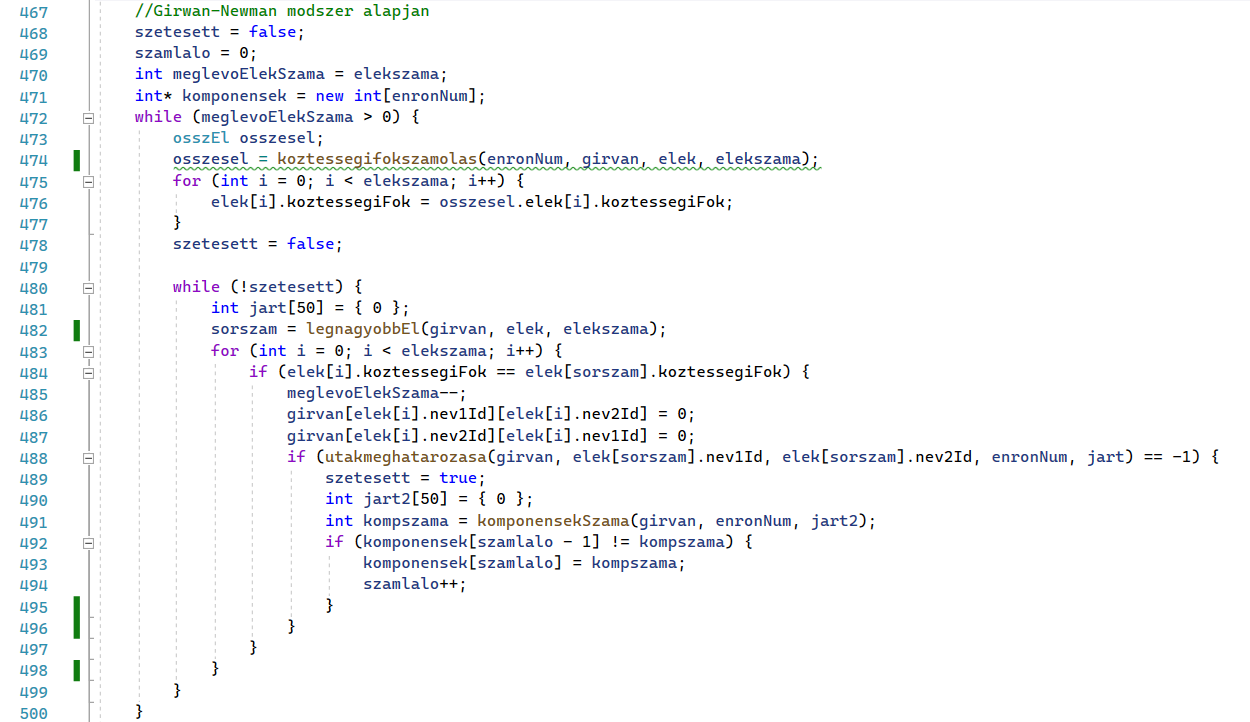 467 //Girwan-Newman modszer alapjan
468 szetesett = false;
469 szamlalo = 0;
470 int meglevoElekSzama = elekszama;
471 int* komponensek = new int[enronNum];
472 while (meglevoElekSzama > 0) {
473 osszEl osszesel;
474 osszesel = koztessegifokszamolas(enronNum, girvan, elek, elekszama);
475 for (int i = 0; i < elekszama; i++) {
476 elek[i].koztessegiFok = osszesel.elek[i].koztessegiFok;
477 }
478 szetesett = false;
479
480 while (!szetesett) {
481 int jart[50] = { 0 };
482 sorszam = legnagyobbEl(girvan, elek, elekszama);
483 for (int i = 0; i < elekszama; i++) {
484 if (elek[i].koztessegiFok == elek[sorszam].koztessegiFok) {
485 meglevoElekSzama--;
486 girvan[elek[i].nev1Id][elek[i].nev2Id] = 0;
487 girvan[elek[i].nev2Id][elek[i].nev1Id] = 0;
488 if (utakmeghatarozasa(girvan, elek[sorszam].nev1Id, elek[sorszam].nev2Id, enronNum, jart) == -1) {
489 szetesett = true;
490 int jart2[50] = { 0 };
491 int kompszama = komponensekSzama(girvan, enronNum, jart2);
492 if (komponensek[szamlalo - 1] != kompszama) {
493 komponensek[szamlalo] = kompszama;
494 szamlalo++;
495 }
496 }
497 }
498 }
499 }
500 }